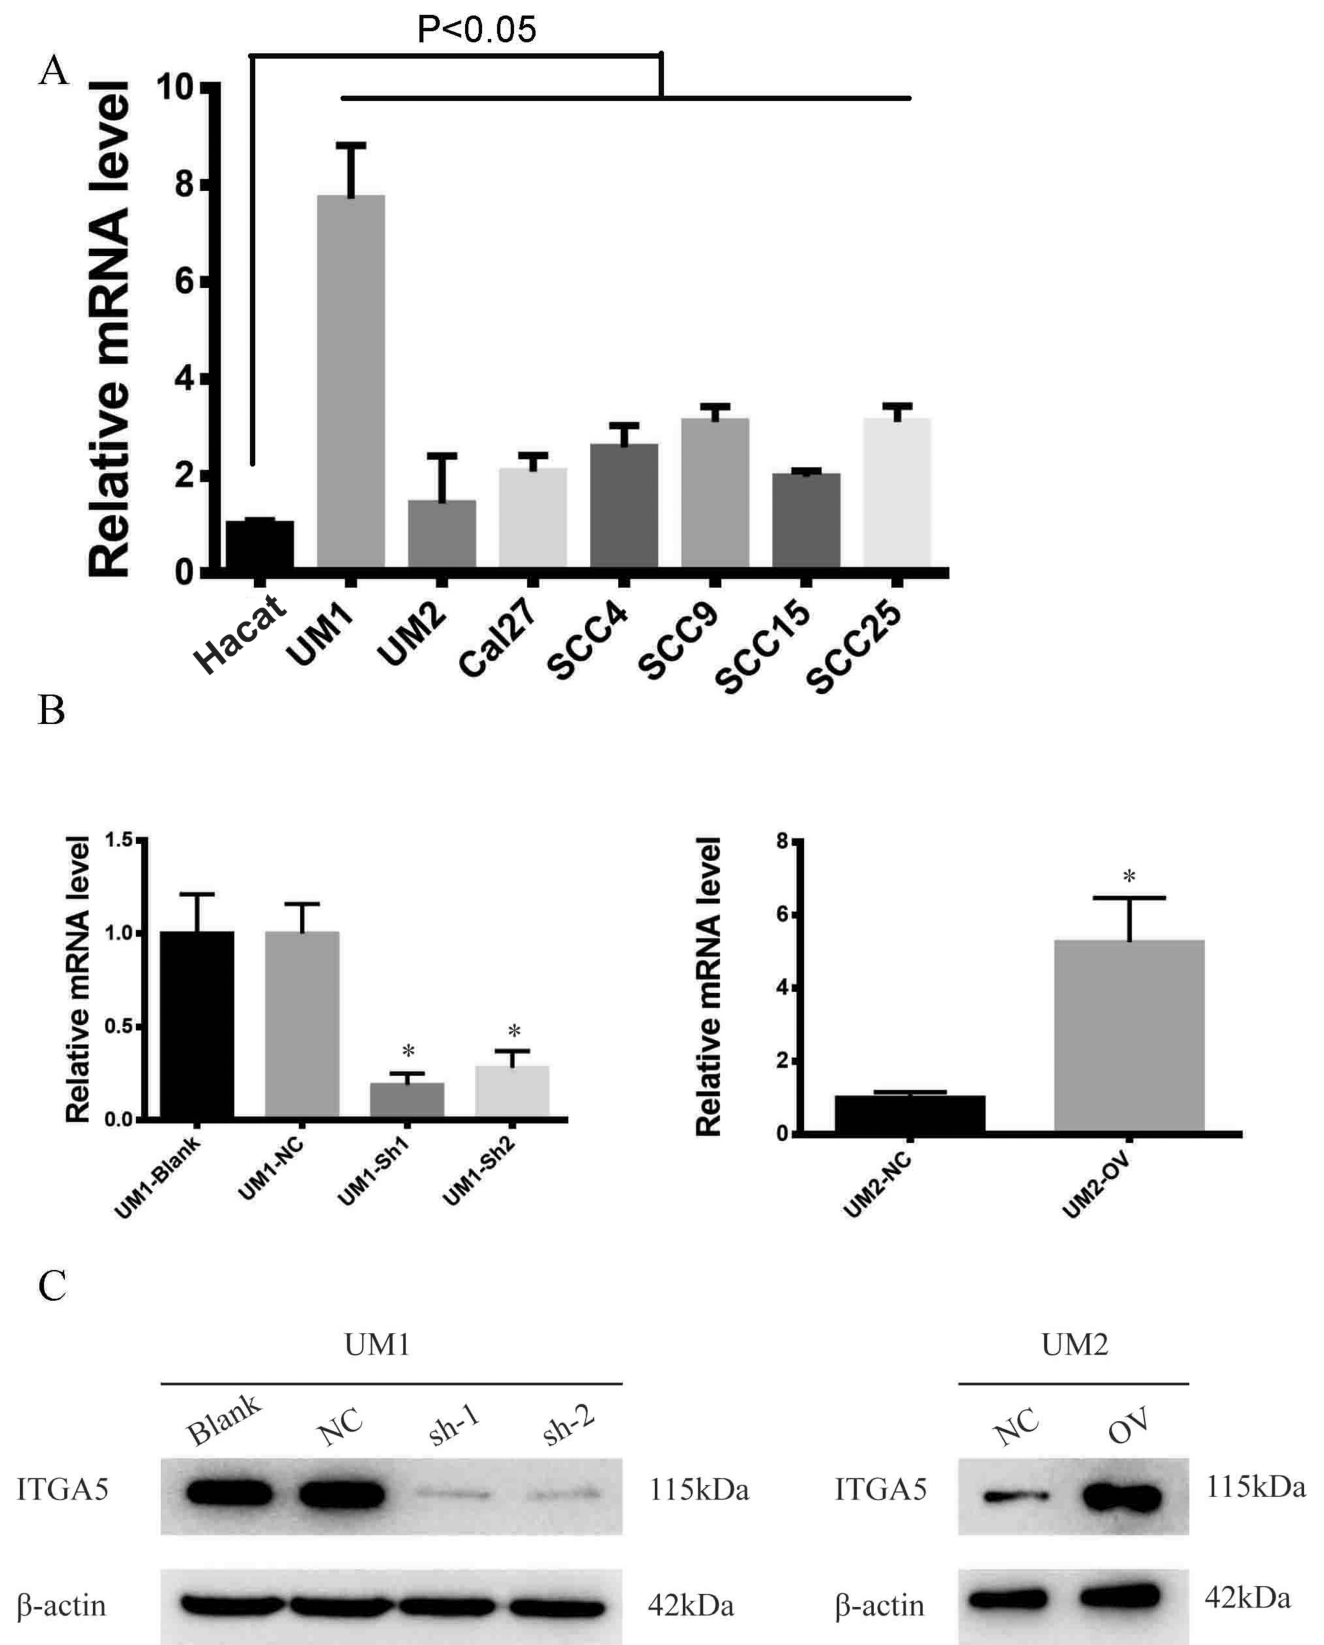 A
P<0.05
Relative mRNA level
10
8
6
4
2
0
Hacat
UM1
UM2
Cal27
SCC4
SCC9
SCC15
SCC25
B
Relative mRNA level
1.5
1.0
0.5
0.0
*
*
UM1-Blank
UM1-NC
UM1-Sh1
UM1-Sh2
Relative mRNA level
8
6
4
2
0
*
UM2-NC
UM2-OV
C
UM1
Blank NC sh-1 sh-2
ITGA5 115kDa
β-actin 42kDa
UM2
NC OV
ITGA5 115kDa
β-actin 42kDa